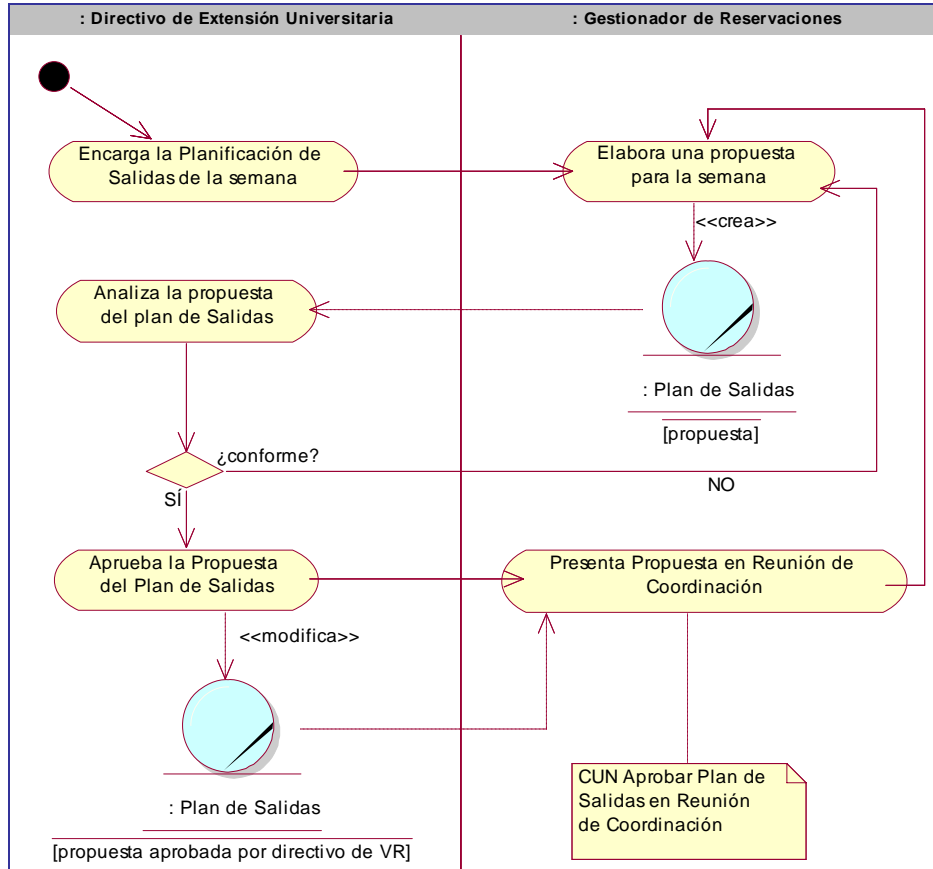 : Directivo de Extensión Universitaria
: Gestionador de Reservaciones
Encarga la Planificación de
Salidas de la semana
Elabora una propuesta
para la semana
<<crea>>
Analiza la propuesta
del plan de Salidas
: Plan de Salidas
[propuesta]
¿conforme?
NO
SÍ
Aprueba la Propuesta
del Plan de Salidas
Presenta Propuesta en Reunión de
Coordinación
<<modifica>>
: Plan de Salidas
[propuesta aprobada por directivo de VR]
CUN Aprobar Plan de
Salidas en Reunión
de Coordinación